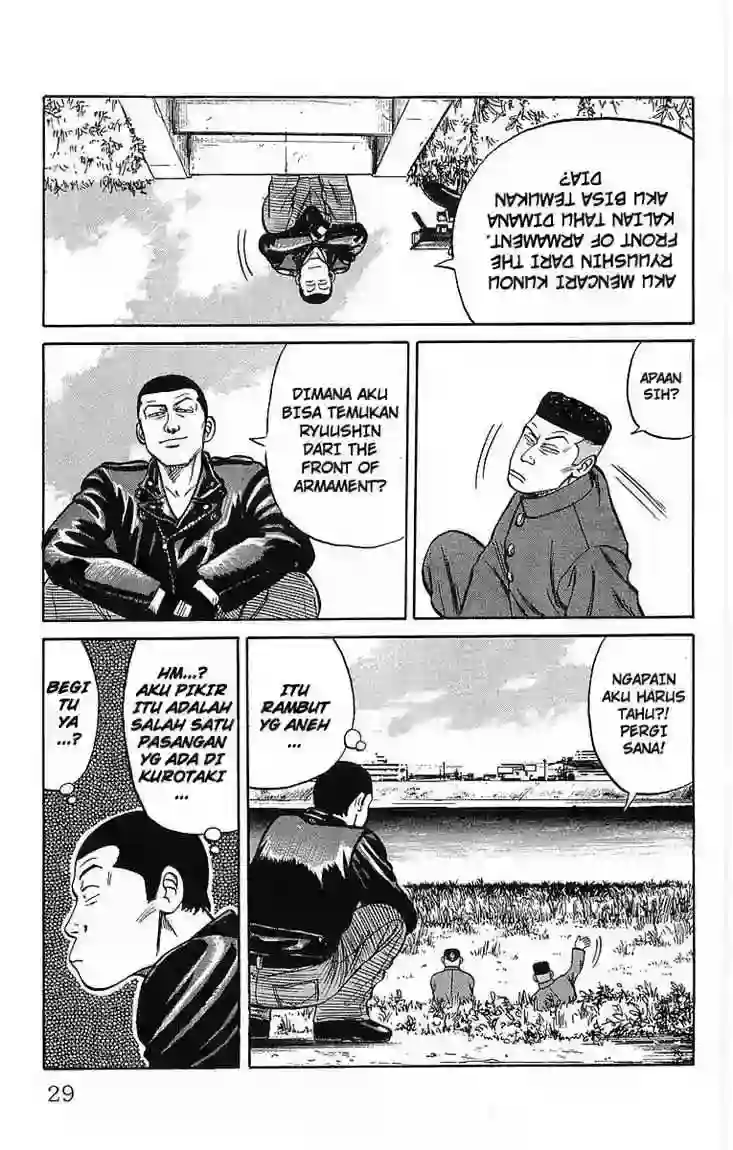 AKU MENCARI KUNOU
RYUUSHIN DARI THE
FRONT OF ARMAMENT.
KALIAN TAHU DIMANA
AKU BISA TEMUKAN
DIA?
APAAN
SIH?
DIMANA AKU
BISA TEMUKAN
RYUUSHIN
DARI THE
FRONT OF
ARMAMENT?
NGAPAIN
AKU HARUS
TAHU?!
PERGI
SANA!
ITU
RAMBUT
YG ANEH
...
HM...?
AKU PIKIR
ITU ADALAH
SALAH SATU
PASANGAN
YG ADA DI
KUROTAKI
...
BEGI
TU
YA
...?
29